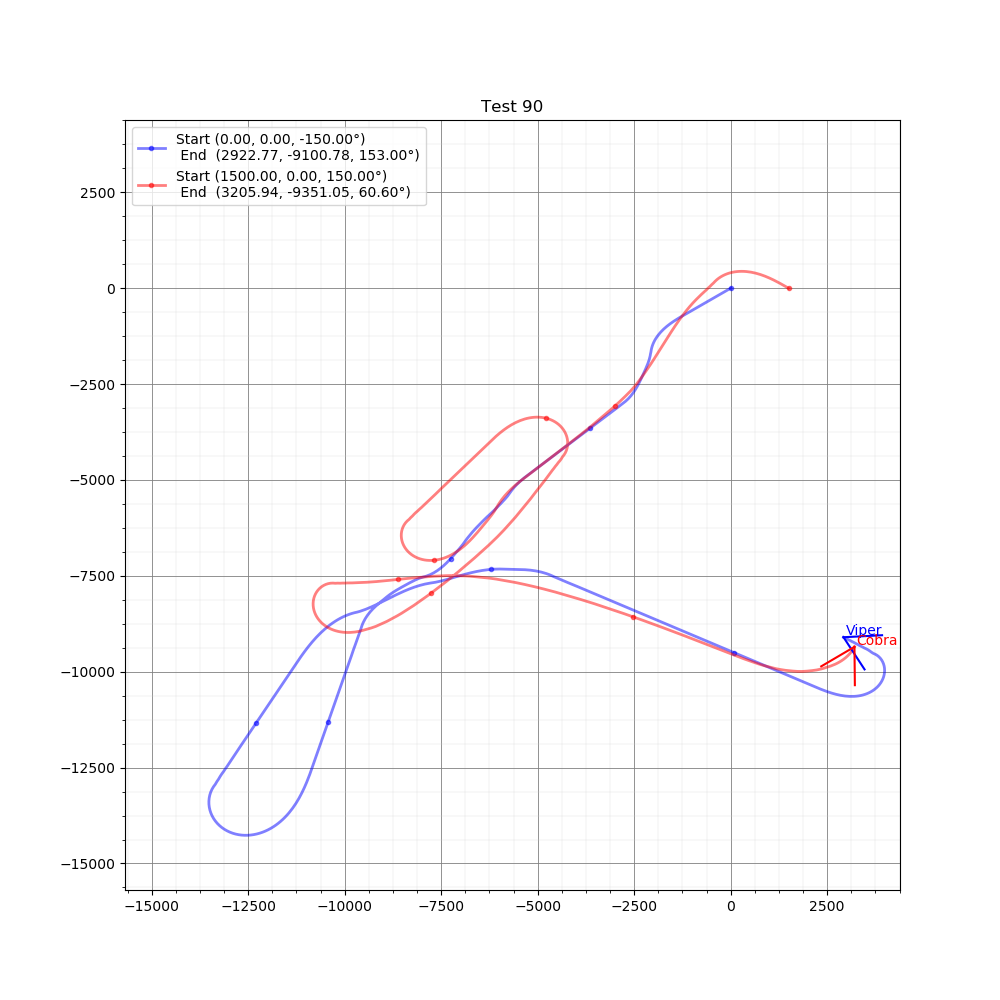 Test 90
Start (0.00, 0.00, -150.00°)
End (2922.77, -9100.78, 153.00°)
Start (1500.00, 0.00, 150.00°)
End (3205.94, -9351.05, 60.60°)
2500
0
−2500
−5000
−7500
−10000
−12500
−15000
Viper
Cobra
−15000 −12500 −10000 −7500 −5000 −2500 0 2500